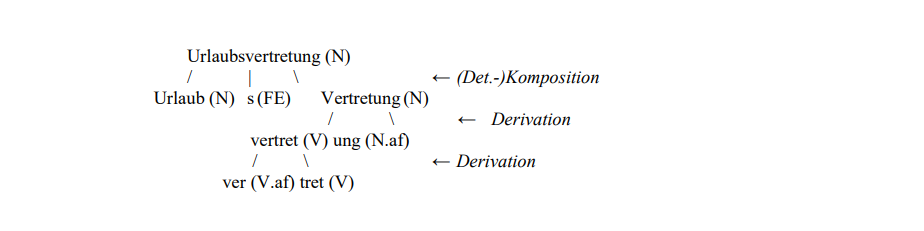 Urlaubsvertretung (N)
/ | \ ← (Det.-)Komposition
Urlaub (N) s (FE) Vertretung (N)
/ \ ← Derivation
vertret (V) ung (N.af)
/ \ ← Derivation
ver (V.af) tret (V)